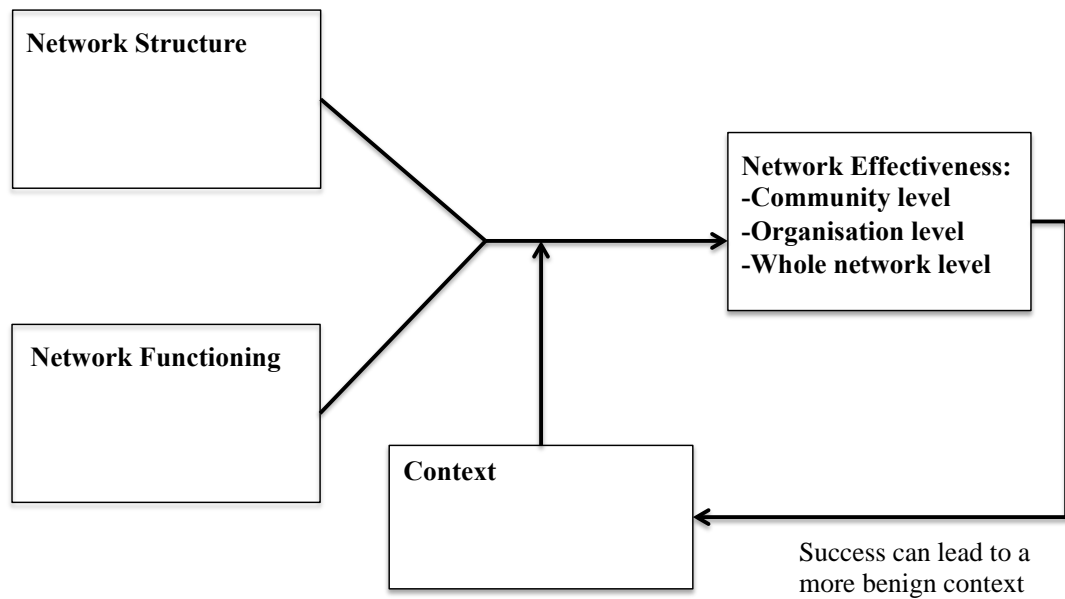 Network Structure
Network Effectiveness:
-Community level
-Organisation level
-Whole network level
Network Functioning
Context
Success can lead to a
more benign context